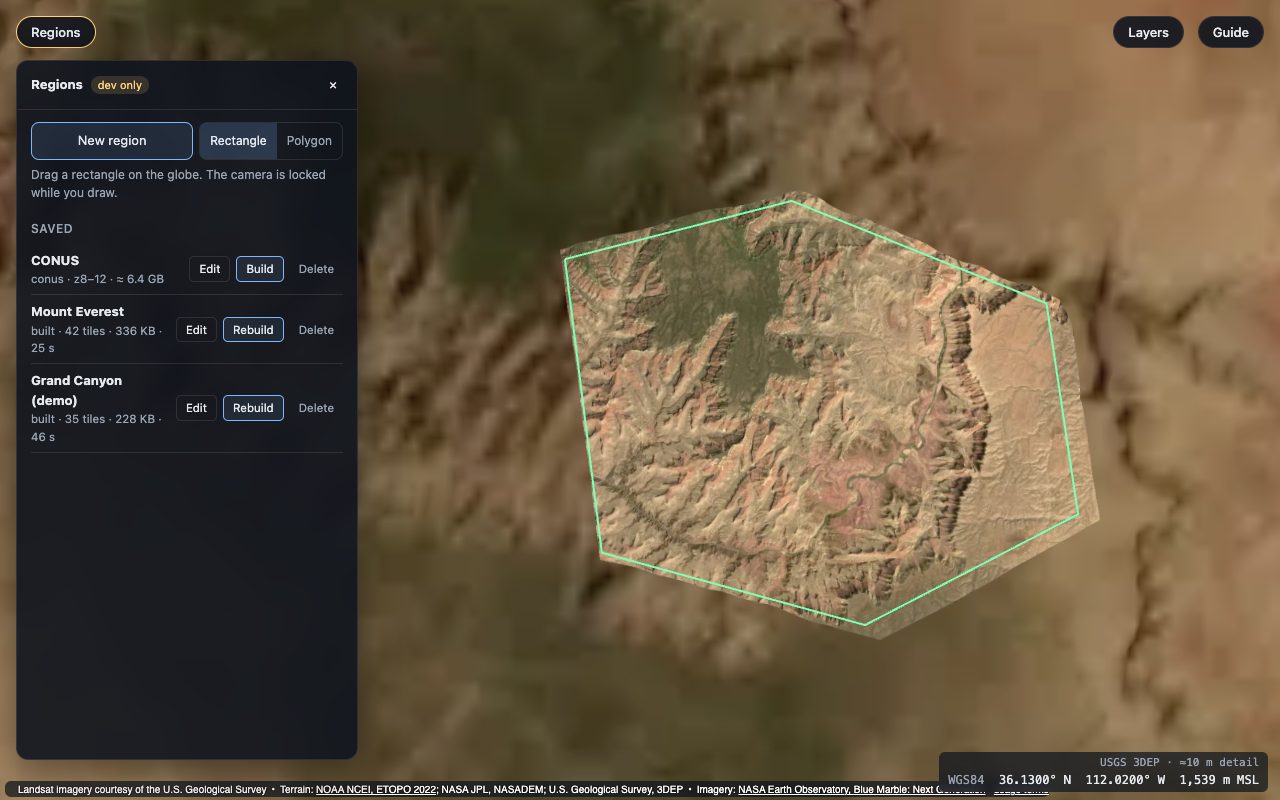 Regions
Layers
Guide
Regions dev only ×
New region
Rectangle
Polygon
Drag a rectangle on the globe. The camera is locked
while you draw.
SAVED
CONUS
conus · z8–12 · ≈ 6.4 GB
Edit
Build
Delete
Mount Everest
built · 42 tiles · 336 KB ·
25 s
Edit
Rebuild
Delete
Grand Canyon
(demo)
built · 35 tiles · 228 KB ·
46 s
Edit
Rebuild
Delete
USGS 3DEP · ≈10 m detail
WGS84 36.1300° N 112.0200° W 1,539 m MSL
Landsat imagery courtesy of the U.S. Geological Survey • Terrain: NOAA NCEI, ETOPO 2022; NASA JPL, NASADEM; U.S. Geological Survey, 3DEP • Imagery: NASA Earth Observatory, Blue Marble: Next